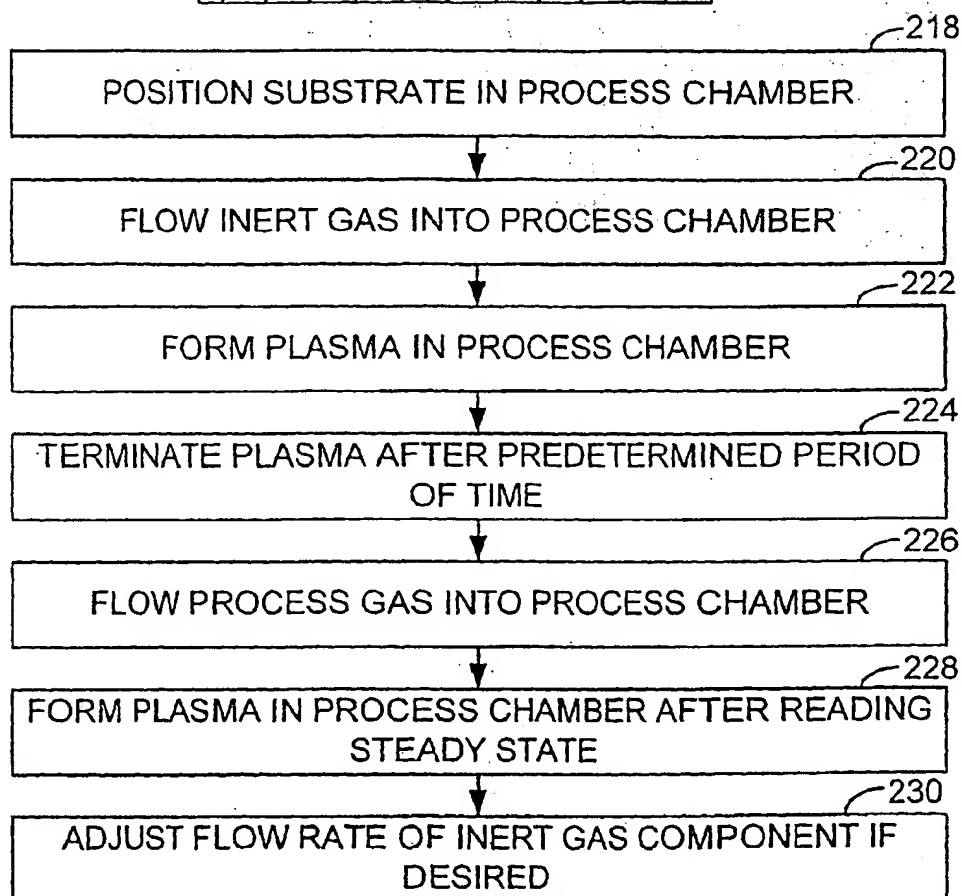 218
POSITION SUBSTRATE IN PROCESS CHAMBER
220
FLOW INERT GAS INTO PROCESS CHAMBER
222
FORM PLASMA IN PROCESS CHAMBER
224
TERMINATE PLASMA AFTER PREDETERMINED PERIOD
OF TIME
226
FLOW PROCESS GAS INTO PROCESS CHAMBER
228
FORM PLASMA IN PROCESS CHAMBER AFTER READING
STEADY STATE
230
ADJUST FLOW RATE OF INERT GAS COMPONENT IF
DESIRED